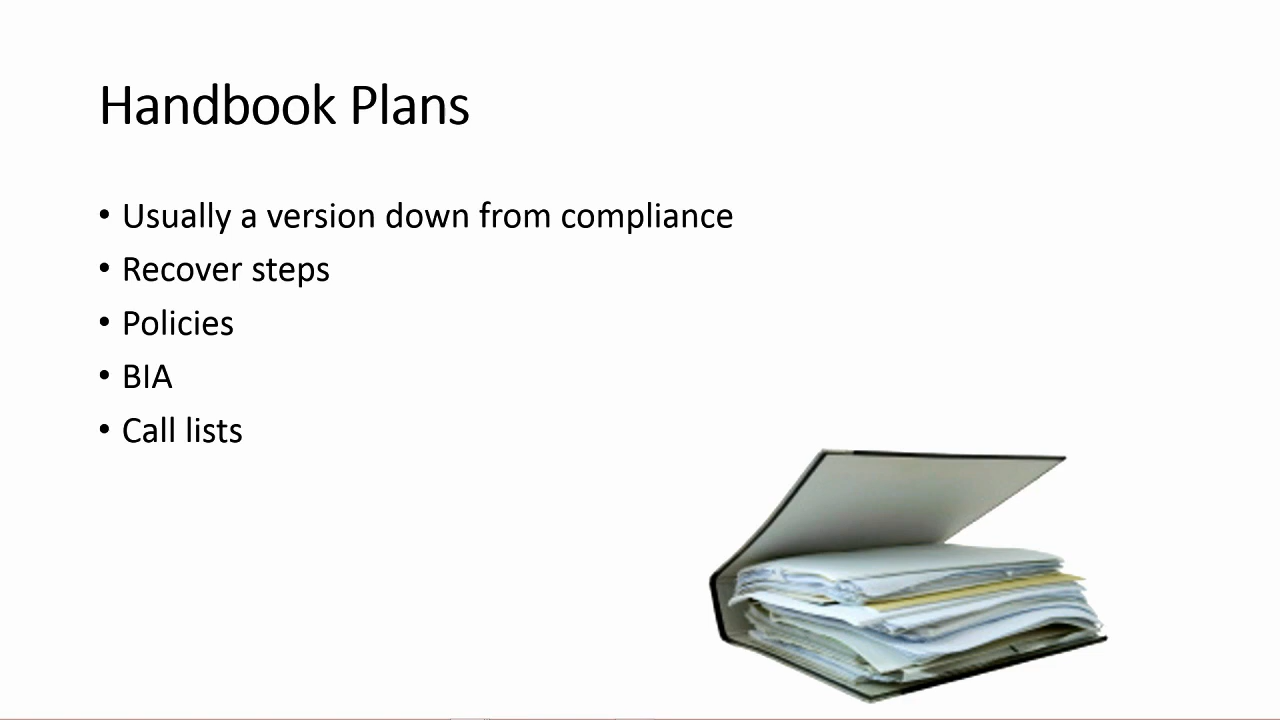 Handbook Plans
• Usually a version down from compliance
• Recover steps
• Policies
• BIA
• Call lists